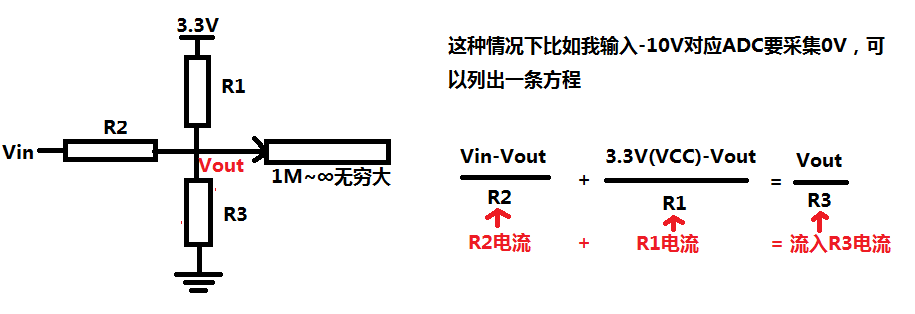 3.3V
R1
R2
Vin
Vout
1M~∞无穷大
R3
这种情况下比如我输入-10V对应ADC要采集0V，可
以列出一条方程
Vin-Vout + 3.3V(VCC)-Vout = Vout
R2 R1 R3
R2电流 + R1电流 = 流入R3电流